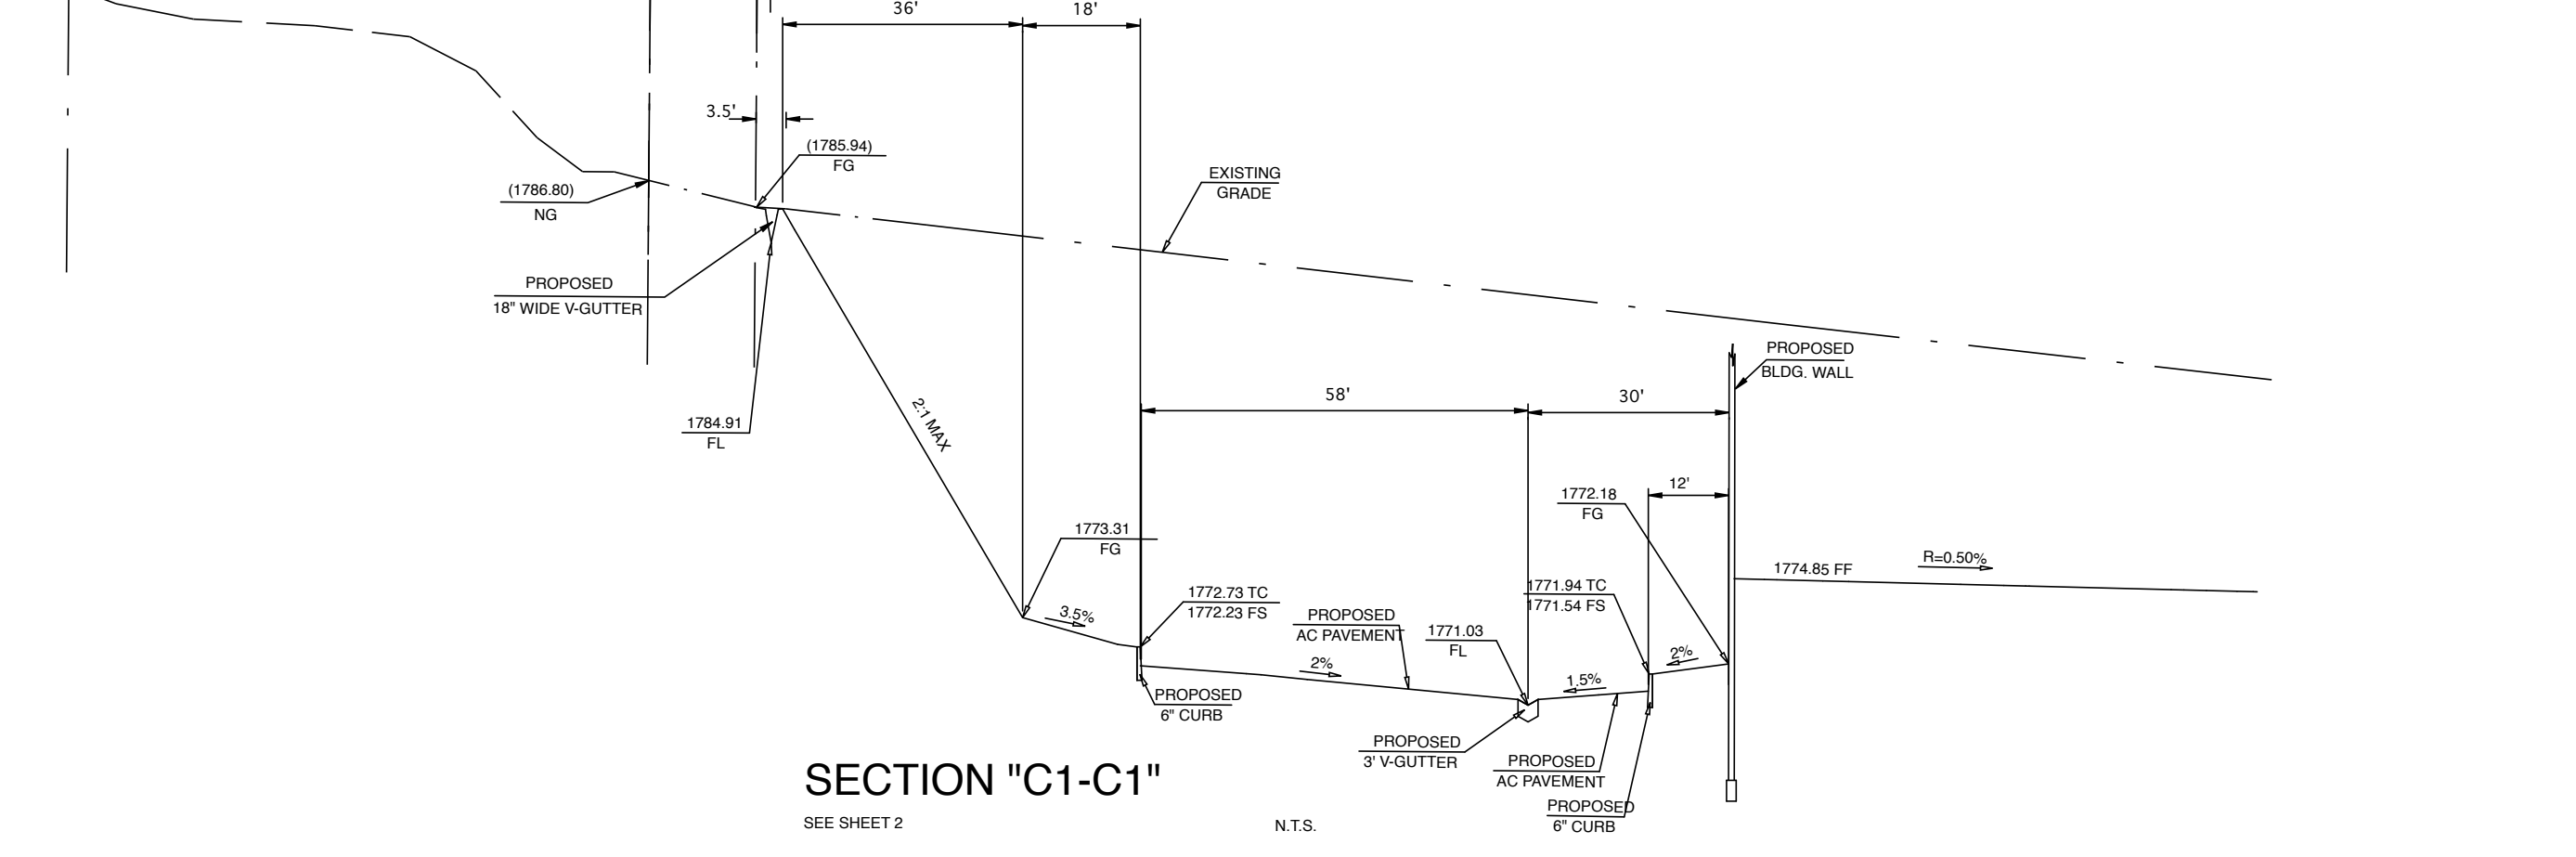 36'
18'
3.5'
(1785.94)
FG
EXISTING
GRADE
(1786.80)
NG
PROPOSED
18" WIDE V-GUTTER
PROPOSED
BLDG. WALL
58'
30'
2:1 MAX
1784.91
FL
12'
1772.18
FG
1773.31
FG
R=0.50%
1774.85 FF
1771.94 TC
1771.54 FS
1772.73 TC
1772.23 FS
3.5%
PROPOSED
AC PAVEMENT
1771.03
FL
2%
2%
1.5%
PROPOSED
6" CURB
PROPOSED
3' V-GUTTER
PROPOSED
AC PAVEMENT
PROPOSED
6" CURB
SECTION "C1-C1"
SEE SHEET 2
N.T.S.